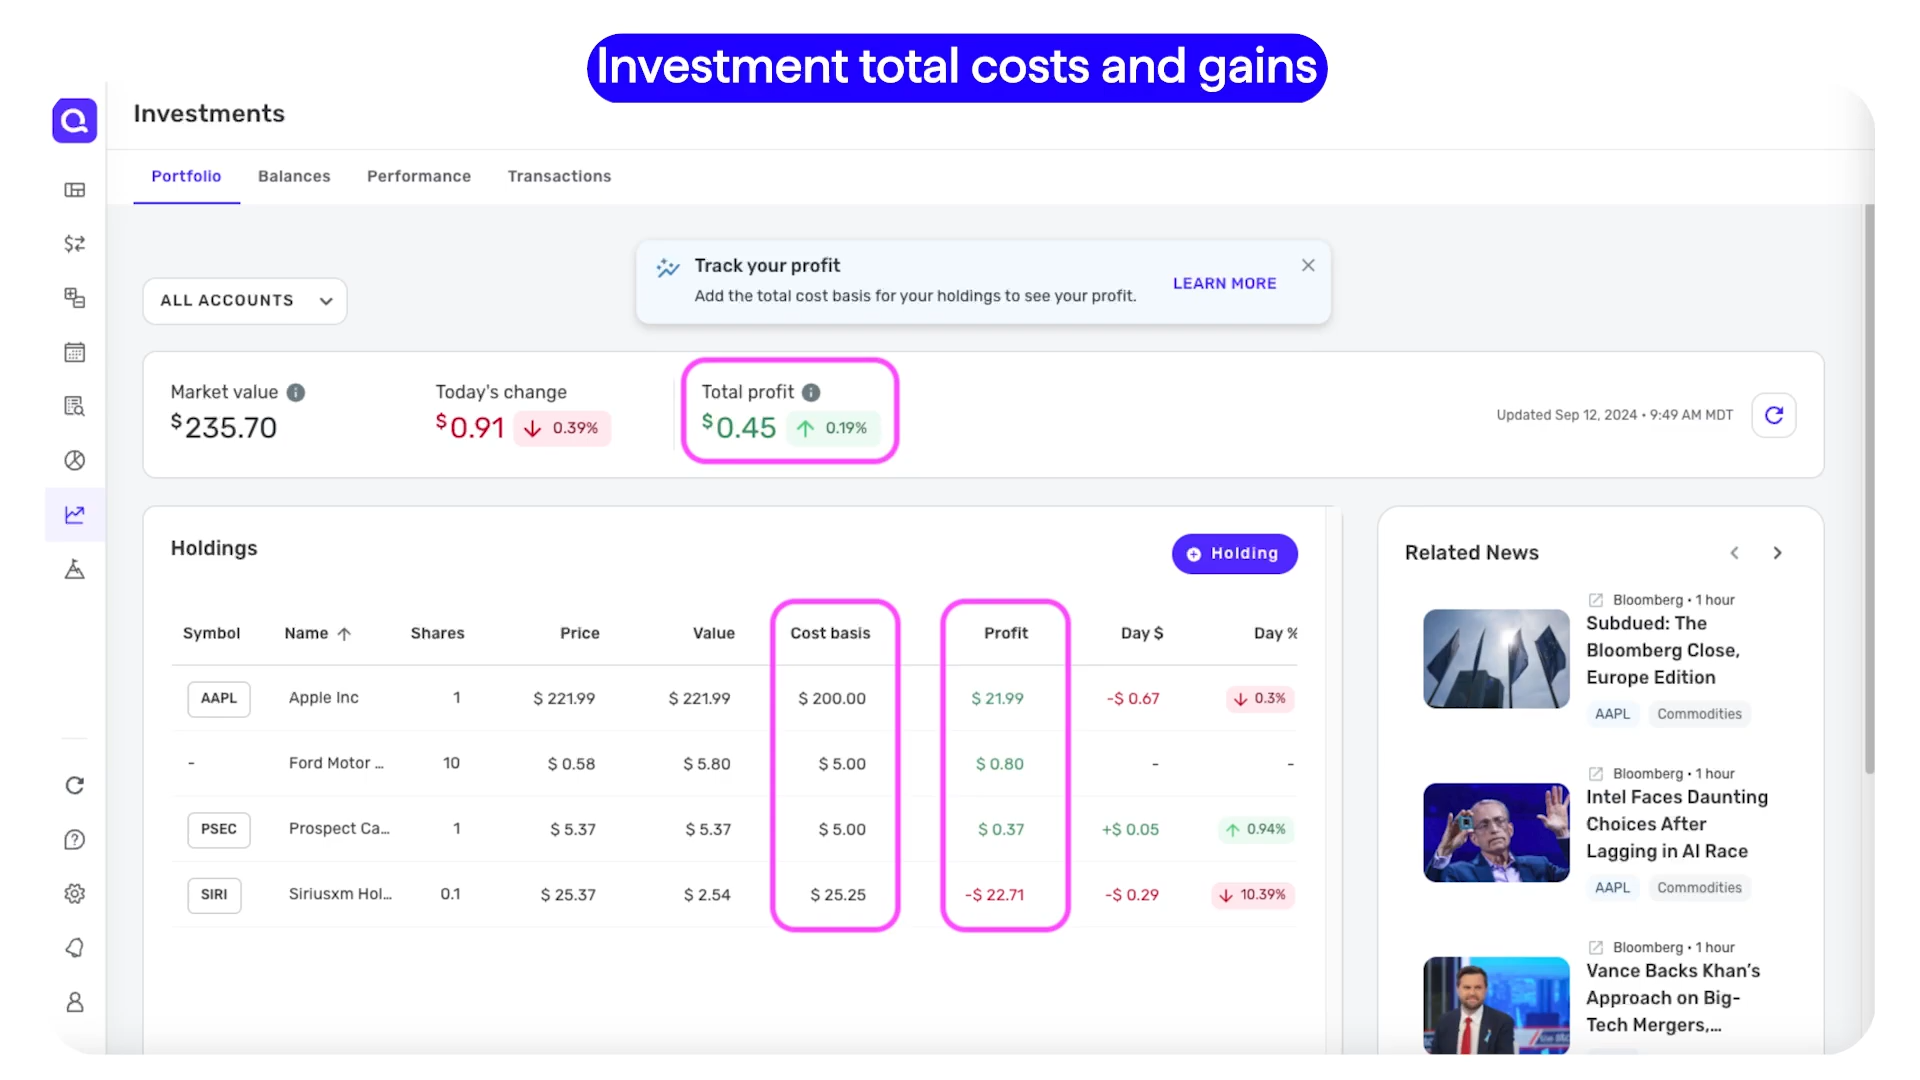 Investment total costs and gains
Investments
Portfolio Balances Performance Transactions
ALL ACCOUNTS
Track your profit
Add the total cost basis for your holdings to see your profit.
LEARN MORE
Market value
$235.70
Today's change
$0.91 0.39%
Total profit
$0.45 0.19%
Updated Sep 12, 2024 • 9:49 AM MDT
Holdings
Holding
Symbol Name Shares Price Value Cost basis Profit Day $ Day %
AAPL Apple Inc 1 $ 221.99 $ 221.99 $ 200.00 $ 21.99 -$ 0.67 0.3%
- Ford Motor ... 10 $ 0.58 $ 5.80 $ 5.00 $ 0.80 - -
PSEC Prospect Ca... 1 $ 5.37 $ 5.37 $ 5.00 $ 0.37 +$ 0.05 0.94%
SIRI Siriusxm Hol... 0.1 $ 25.37 $ 2.54 $ 25.25 -$ 22.71 -$ 0.29 10.39%
Related News
Bloomberg • 1 hour
Subdued: The
Bloomberg Close,
Europe Edition
AAPL Commodities
Bloomberg • 1 hour
Intel Faces Daunting
Choices After
Lagging in AI Race
AAPL Commodities
Bloomberg • 1 hour
Vance Backs Khan's
Approach on Big-
Tech Mergers,...